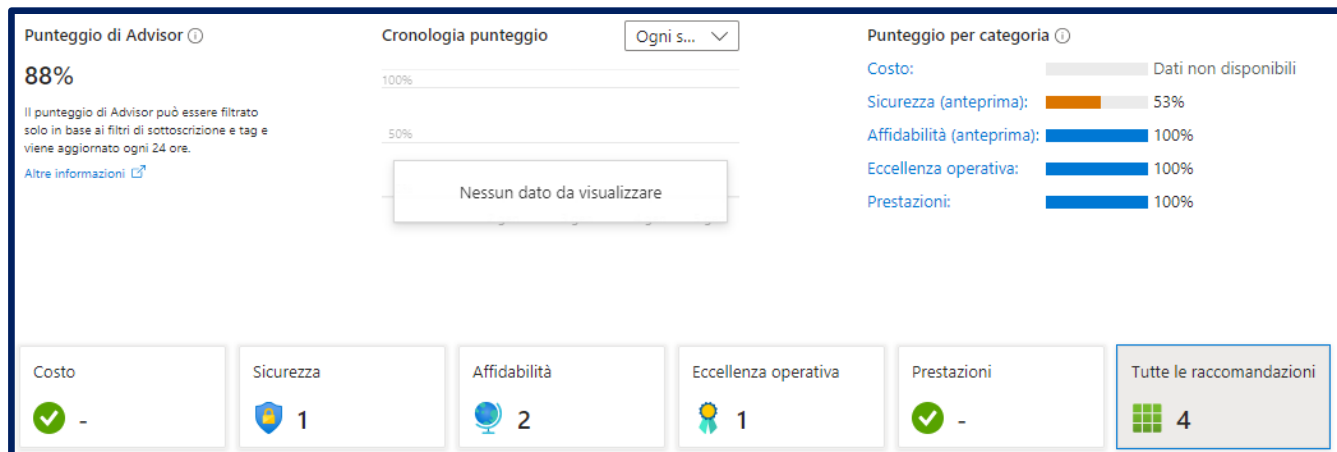 Punteggio di Advisor
88%
Il punteggio di Advisor può essere filtrato
solo in base ai filtri di sottoscrizione e tag e
viene aggiornato ogni 24 ore.
Altre informazioni
Cronologia punteggio
Ogni s...
100%
50%
Nessun dato da visualizzare
Punteggio per categoria
Costo: Dati non disponibili
Sicurezza (anteprima): 53%
Affidabilità (anteprima): 100%
Eccellenza operativa: 100%
Prestazioni: 100%
Costo
-
Sicurezza
1
Affidabilità
2
Eccellenza operativa
1
Prestazioni
-
Tutte le raccomandazioni
4